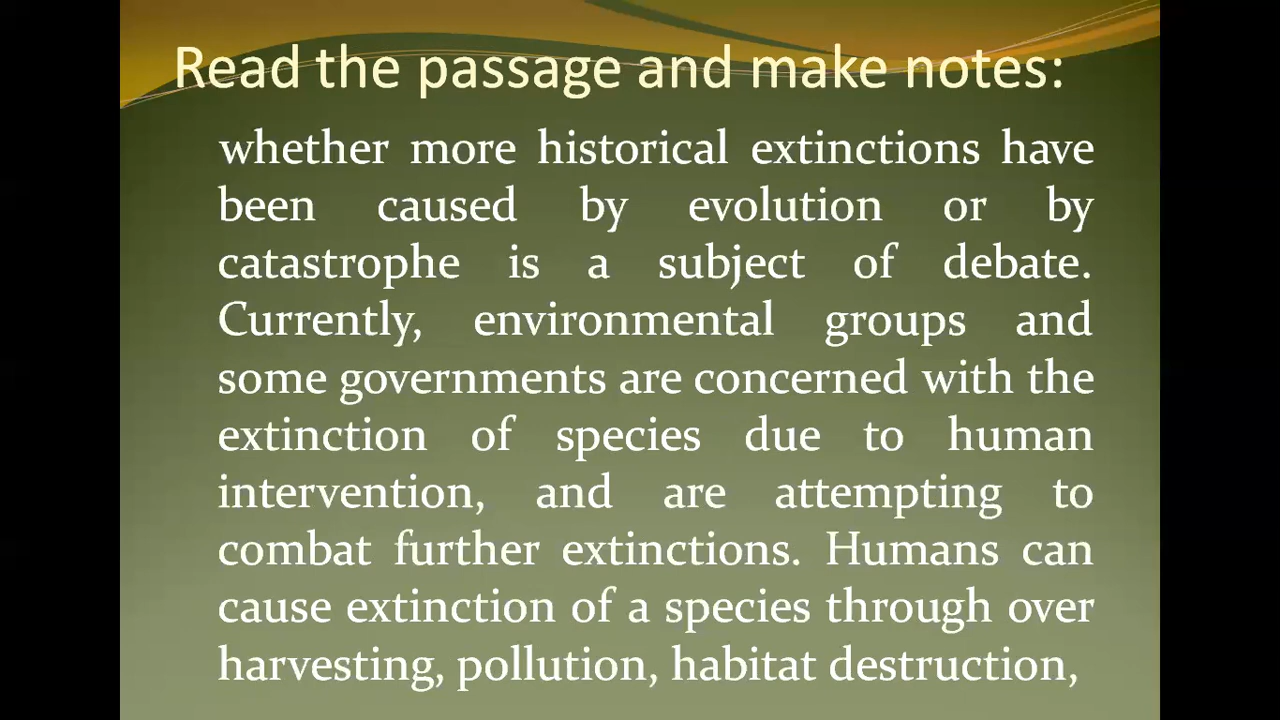 Read the passage and make notes:
whether more historical extinctions have
been caused by evolution or by
catastrophe is a subject of debate.
Currently, environmental groups and
some governments are concerned with the
extinction of species due to human
intervention, and are attempting to
combat further extinctions. Humans can
cause extinction of a species through over
harvesting, pollution, habitat destruction,